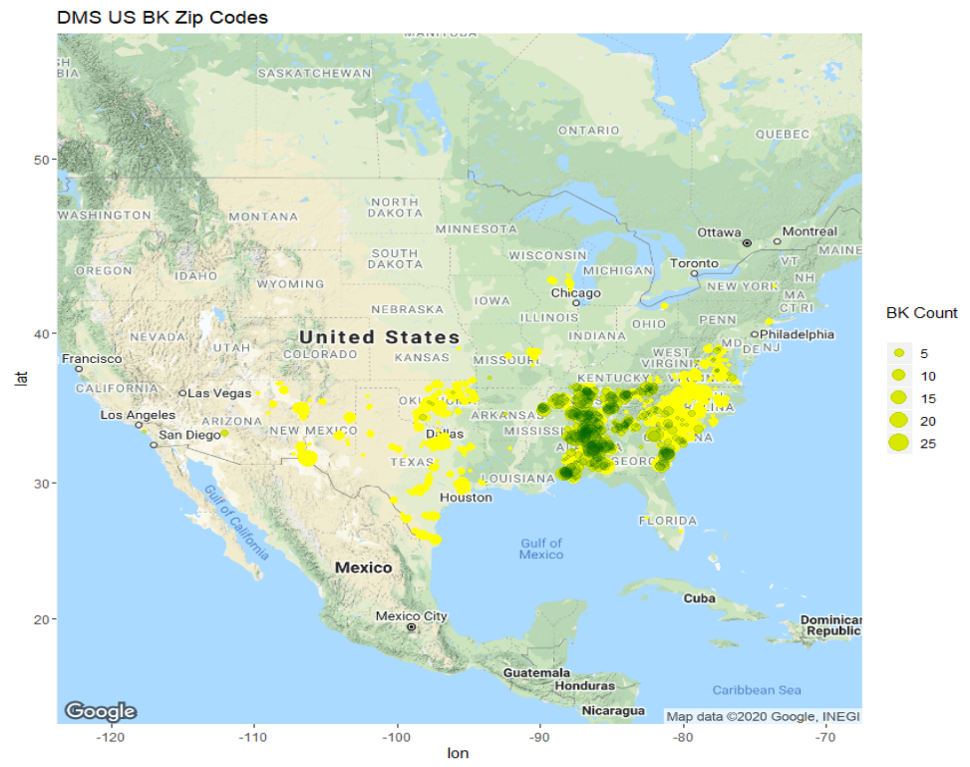 DMS US BK Zip Codes
MANITOBA
SASKATCHEWAN
ONTARIO
QUEBEC
50
WASHINGTON
MONTANA
NORTH
DAKOTA
MINNESOTA
Ottawa
Montreal
MAINE
OREGON
IDAHO
SOUTH
DAKOTA
WISCONSIN
MICHIGAN
Toronto
VT
NH
WYOMING
NEW YORK
MA
CT RI
Chicago
NEBRASKA
IOWA
ILLINOIS
INDIANA
OHIO
PENN
40
NEVADA
UTAH
United States
COLORADO
KANSAS
MISSOURI
Philadelphia
MD
DE NJ
WEST
VIRGINIA
Francisco
CALIFORNIA
Las Vegas
KENTUCKY
Los Angeles
ARIZONA
NEW MEXICO
ARKANSAS
San Diego
Dallas
TEXAS
LOUISIANA
30
Houston
FLORIDA
Gulf of California
Gulf of
Mexico
Mexico
Cuba
20
Mexico City
Dominican
Republic
Guatemala
Honduras
Caribbean Sea
Nicaragua
Google
Map data ©2020 Google, INEGI
-120
-110
-100
-90
-80
-70
lon
lat
BK Count
5
10
15
20
25